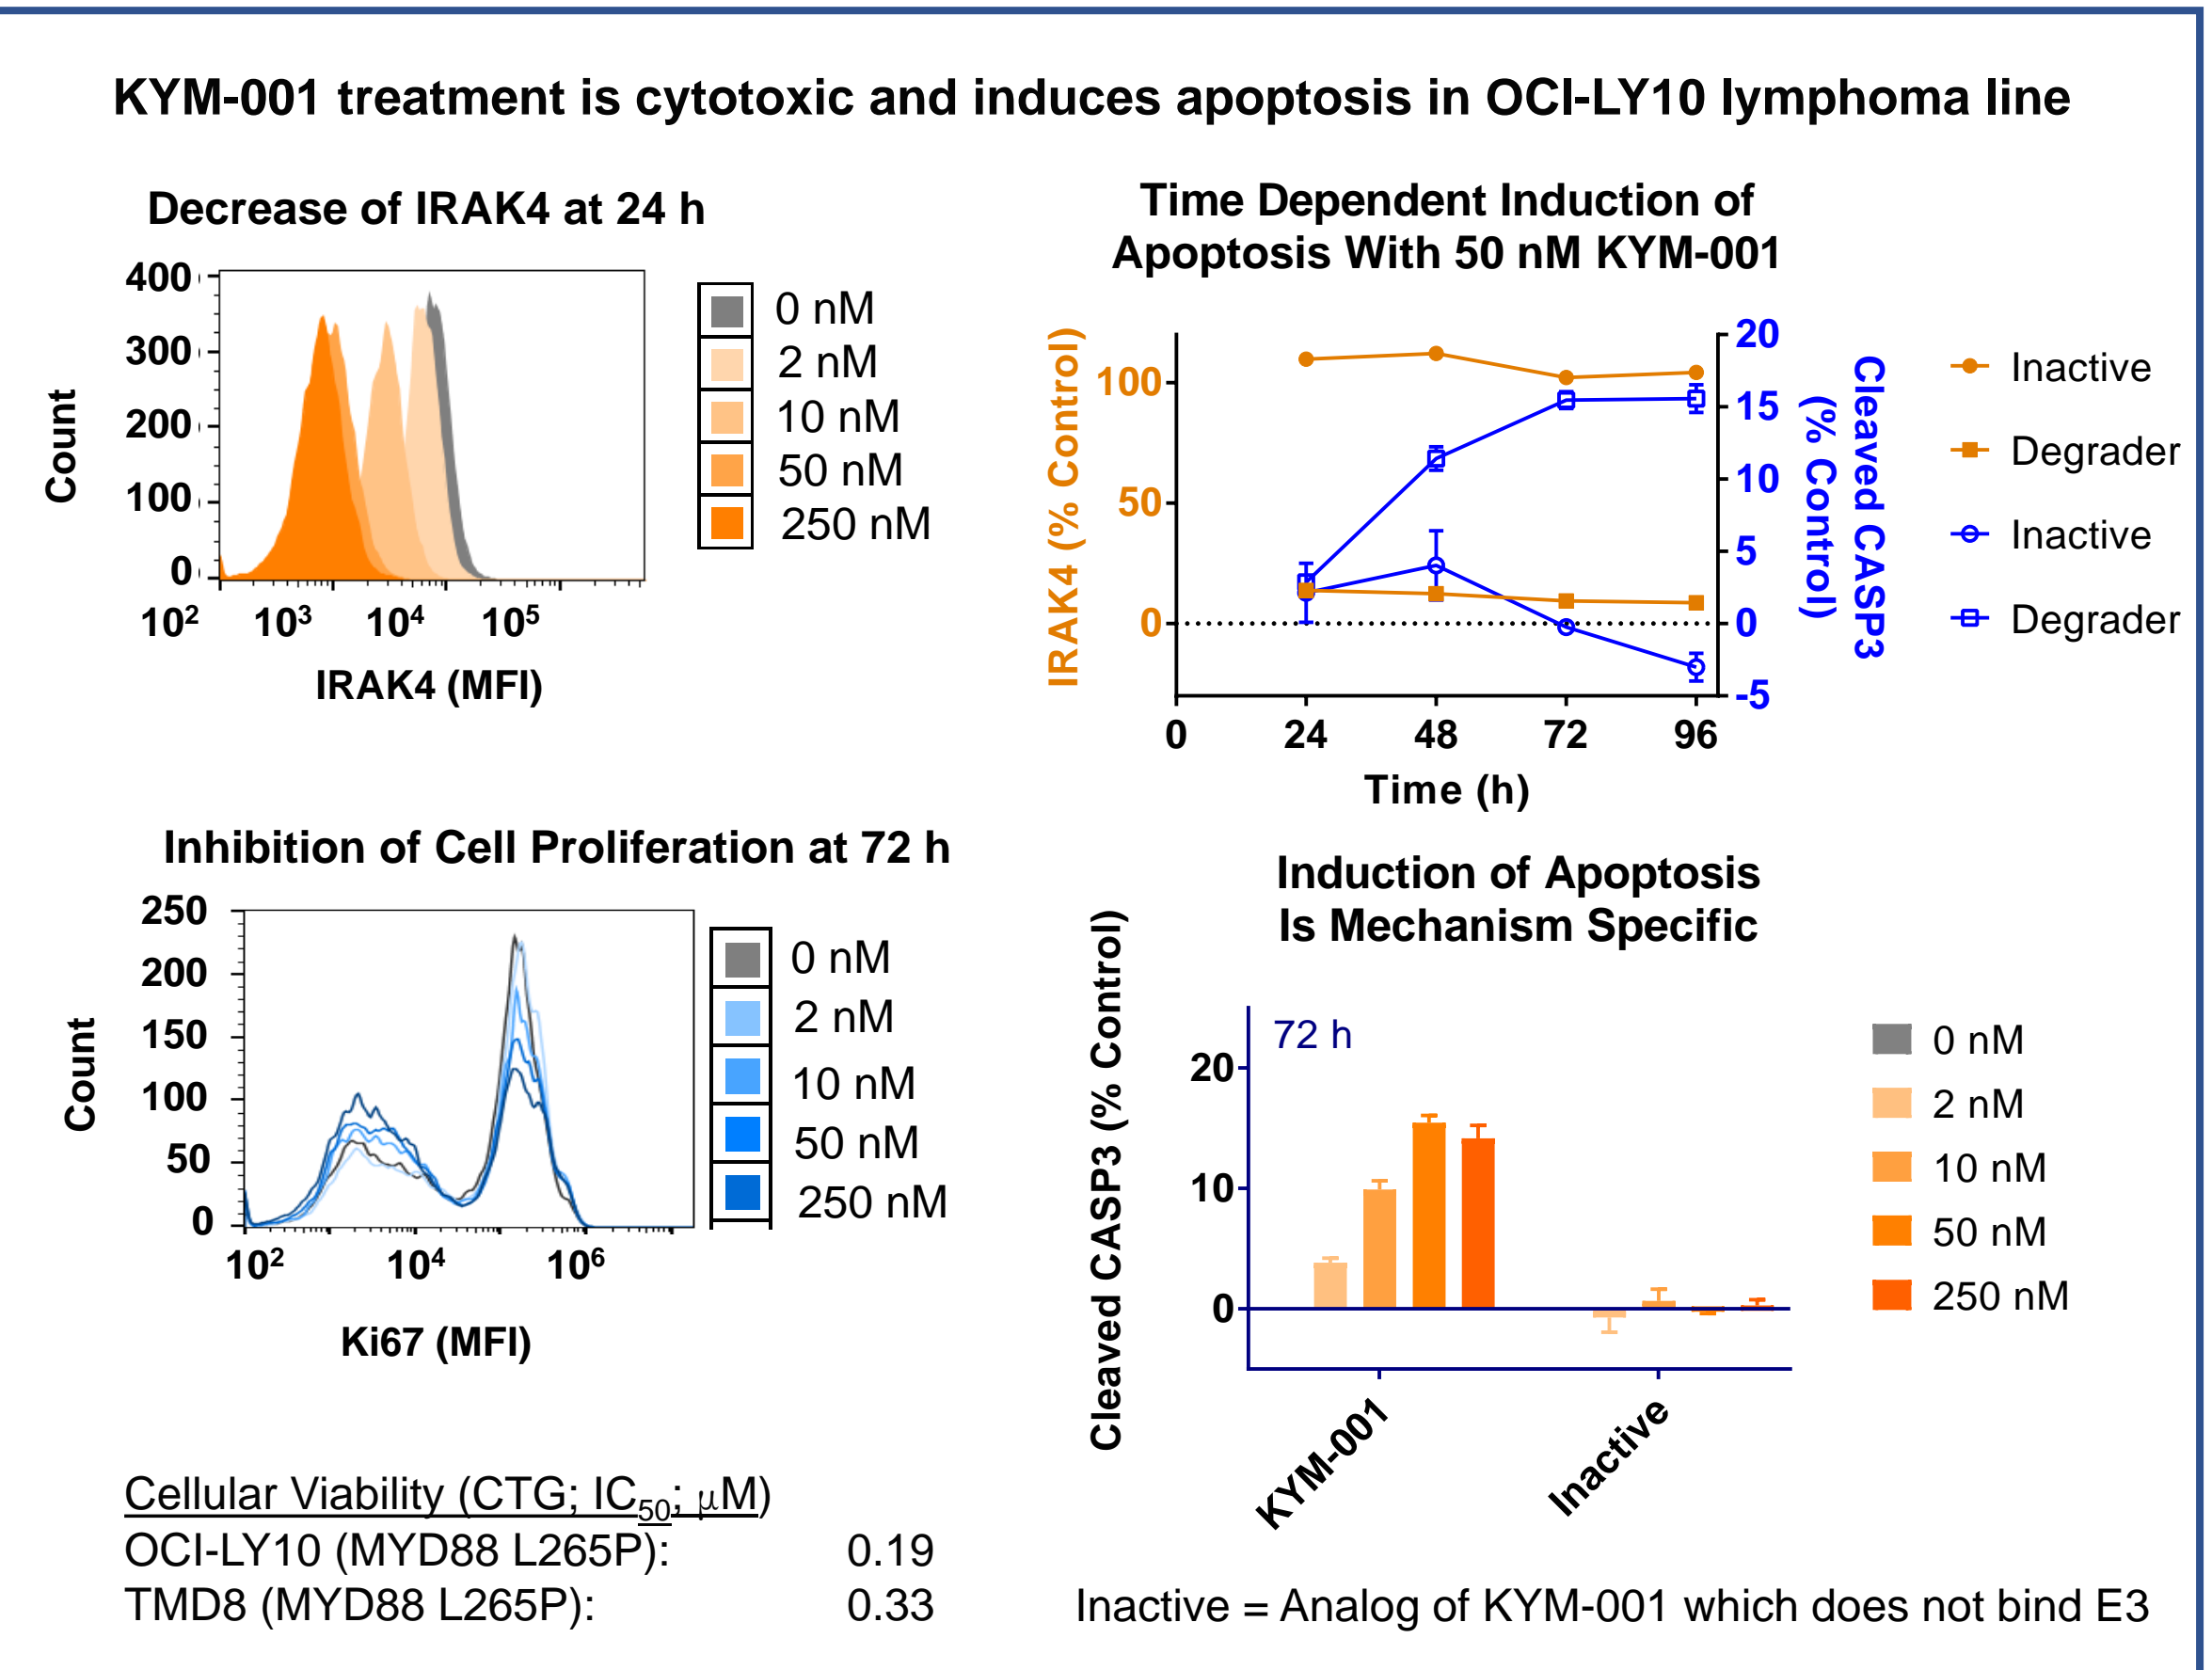 KYM-001 treatment is cytotoxic and induces apoptosis in OCI-LY10 lymphoma line
Decrease of IRAK4 at 24 h
400
300
200
100
0
Count
10²
10³
10⁴
10⁵
IRAK4 (MFI)
0 nM
2 nM
10 nM
50 nM
250 nM
Time Dependent Induction of
Apoptosis With 50 nM KYM-001
IRAK4 (% Control)
100
50
0
20
15
10
5
0
-5
Cleaved CASP3
(% Control)
0
24
48
72
96
Time (h)
Inactive
Degrader
Inactive
Degrader
Inhibition of Cell Proliferation at 72 h
250
200
150
100
50
0
Count
10²
10⁴
10⁶
Ki67 (MFI)
0 nM
2 nM
10 nM
50 nM
250 nM
Induction of Apoptosis
Is Mechanism Specific
Cleaved CASP3 (% Control)
72 h
20
10
0
KYM-001
Inactive
0 nM
2 nM
10 nM
50 nM
250 nM
Cellular Viability (CTG; IC₅₀; μM)
OCI-LY10 (MYD88 L265P): 0.19
TMD8 (MYD88 L265P): 0.33
Inactive = Analog of KYM-001 which does not bind E3